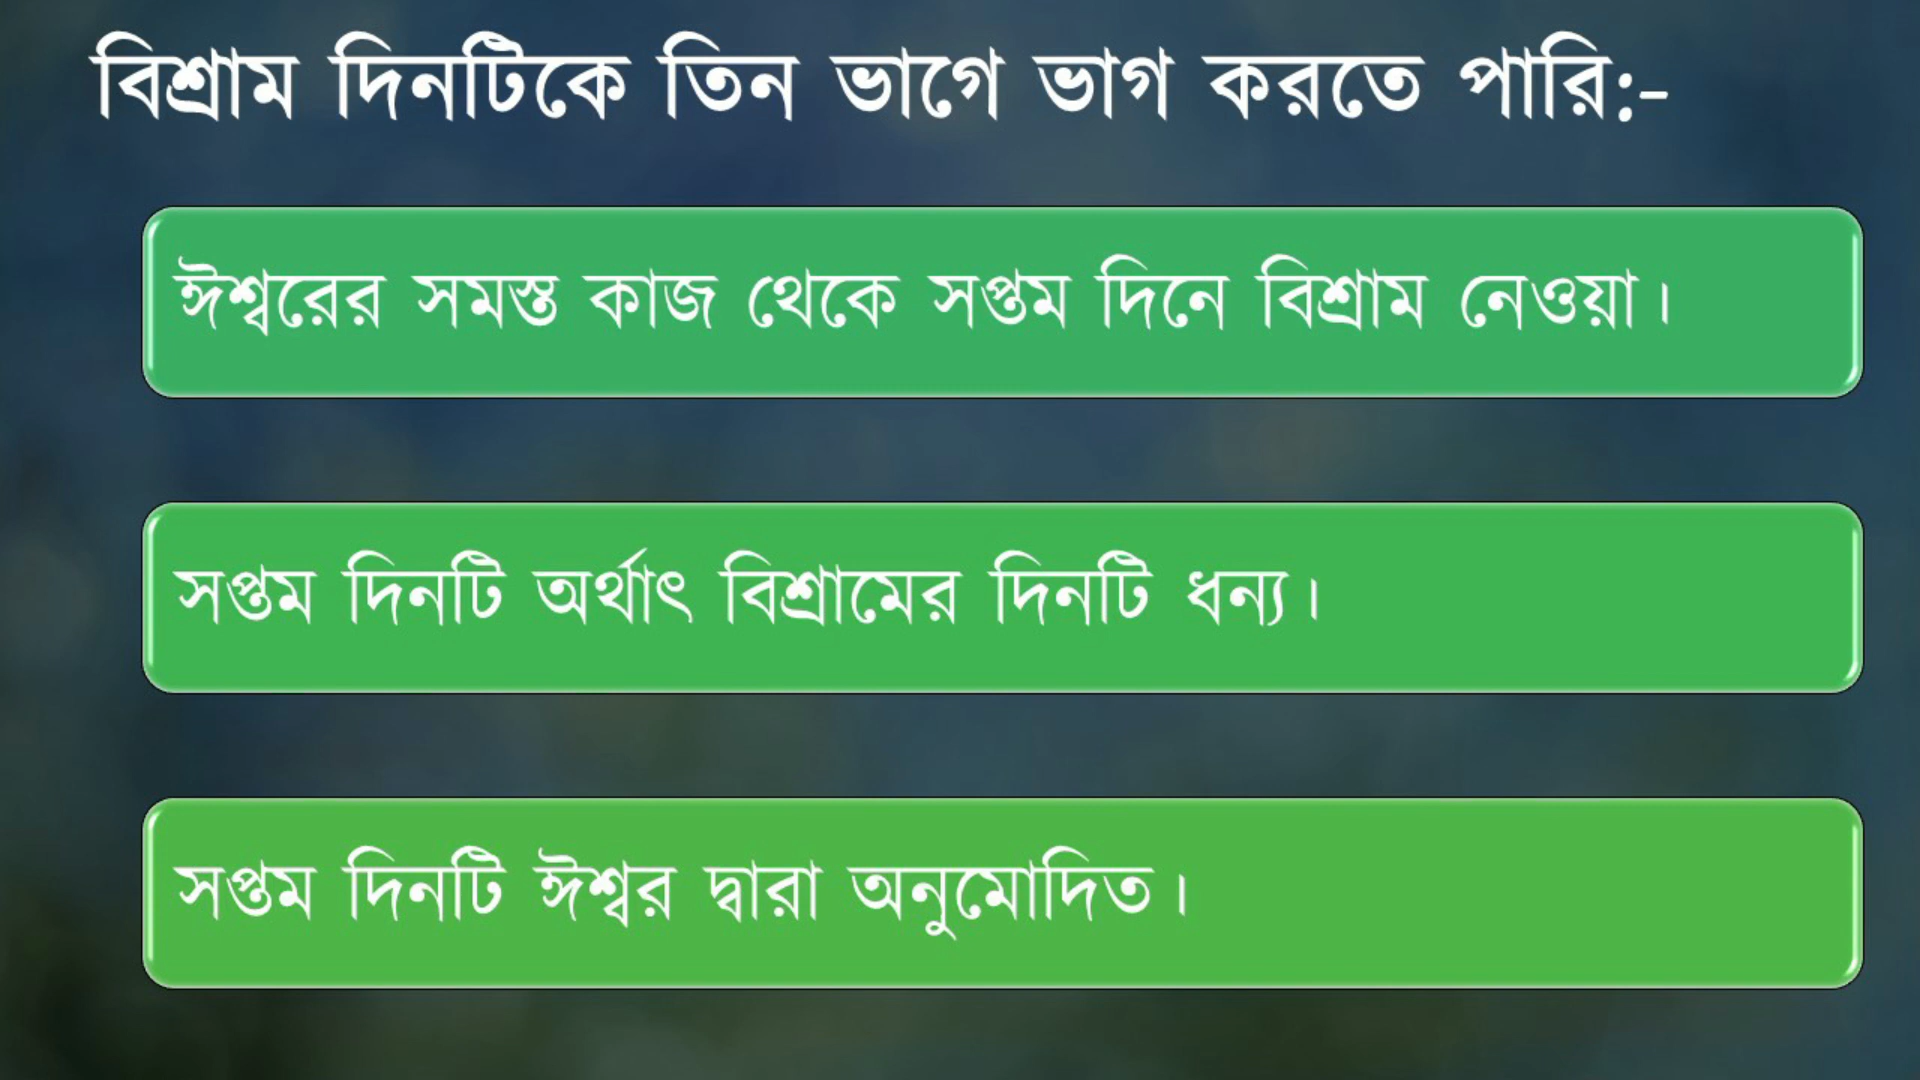 বিশ্রাম দিনটিকে তিন ভাগে ভাগ করতে পারি:-
ঈশ্বরের সমস্ত কাজ থেকে সপ্তম দিনে বিশ্রাম নেওয়া।
সপ্তম দিনটি অর্থাৎ বিশ্রামের দিনটি ধন্য।
সপ্তম দিনটি ঈশ্বর দ্বারা অনুমোদিত।